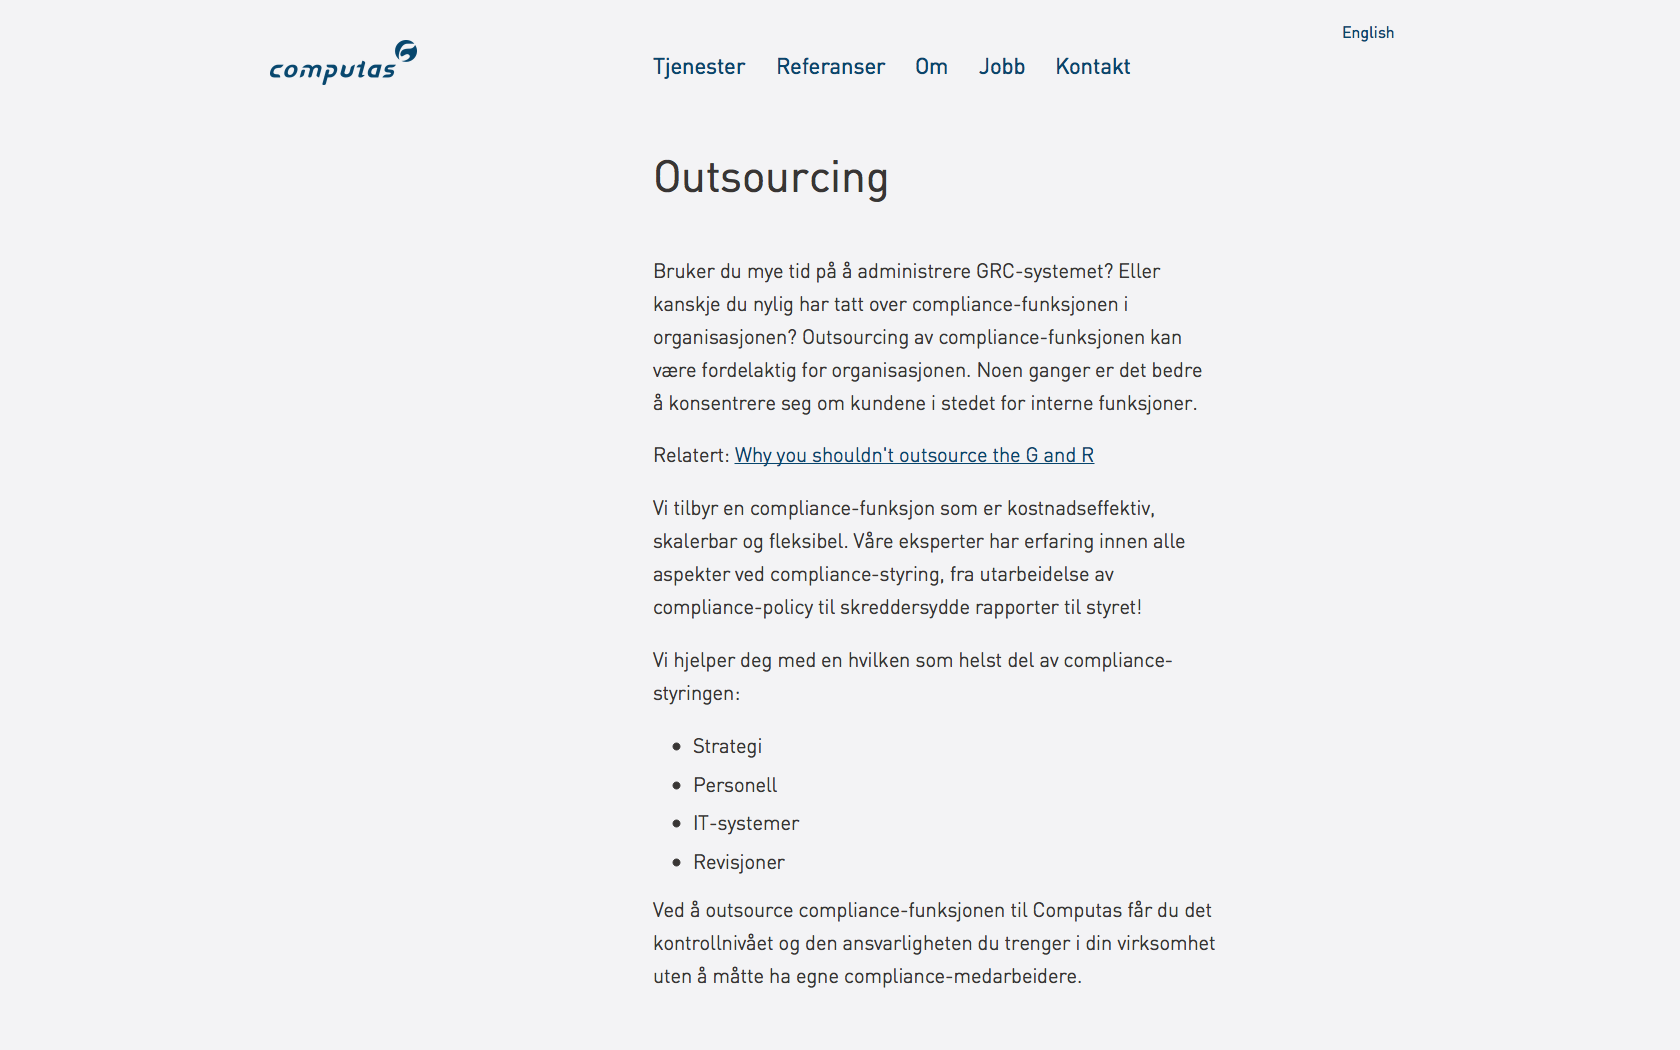 English
computas
Tjenester Referanser Om Jobb Kontakt
Outsourcing
Bruker du mye tid på å administrere GRC-systemet? Eller
kanskje du nylig har tatt over compliance-funksjonen i
organisasjonen? Outsourcing av compliance-funksjonen kan
være fordelaktig for organisasjonen. Noen ganger er det bedre
å konsentrere seg om kundene i stedet for interne funksjoner.
Relatert: Why you shouldn't outsource the G and R
Vi tilbyr en compliance-funksjon som er kostnadseffektiv,
skalerbar og fleksibel. Våre eksperter har erfaring innen alle
aspekter ved compliance-styring, fra utarbeidelse av
compliance-policy til skreddersydde rapporter til styret!
Vi hjelper deg med en hvilken som helst del av compliance-
styringen:
• Strategi
• Personell
• IT-systemer
• Revisjoner
Ved å outsource compliance-funksjonen til Computas får du det
kontrollnivået og den ansvarligheten du trenger i din virksomhet
uten å måtte ha egne compliance-medarbeidere.